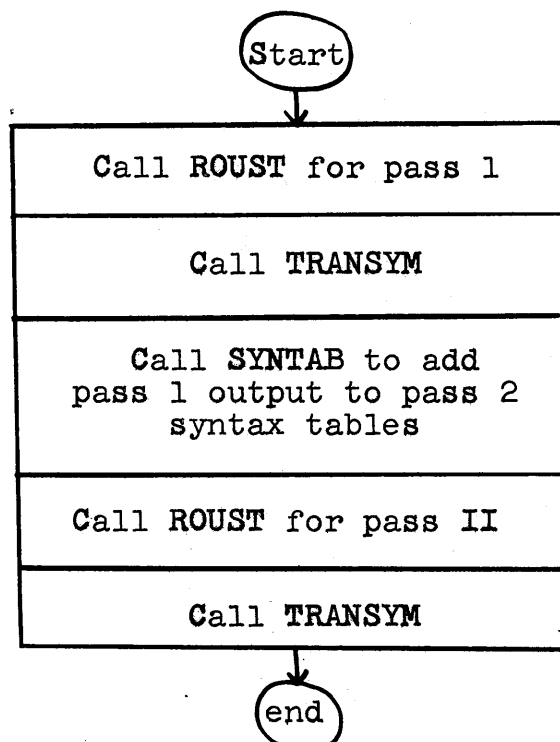 Start
Call ROUST for pass 1
Call TRANSYM
Call SYNTAB to add
pass 1 output to pass 2
syntax tables
Call ROUST for pass II
Call TRANSYM
end